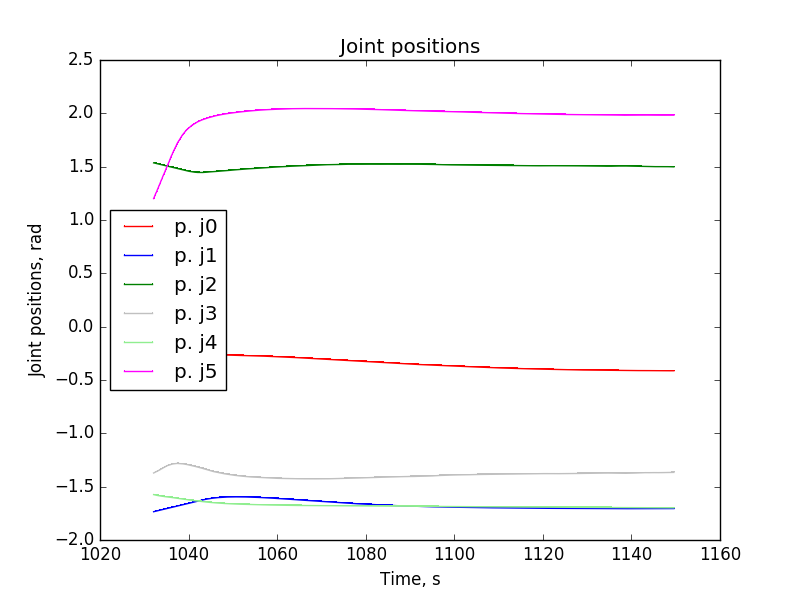 Joint positions
2.5
2.0
1.5
1.0
0.5
0.0
−0.5
−1.0
−1.5
−2.0
Joint positions, rad
p. j0
p. j1
p. j2
p. j3
p. j4
p. j5
1020 1040 1060 1080 1100 1120 1140 1160
Time, s